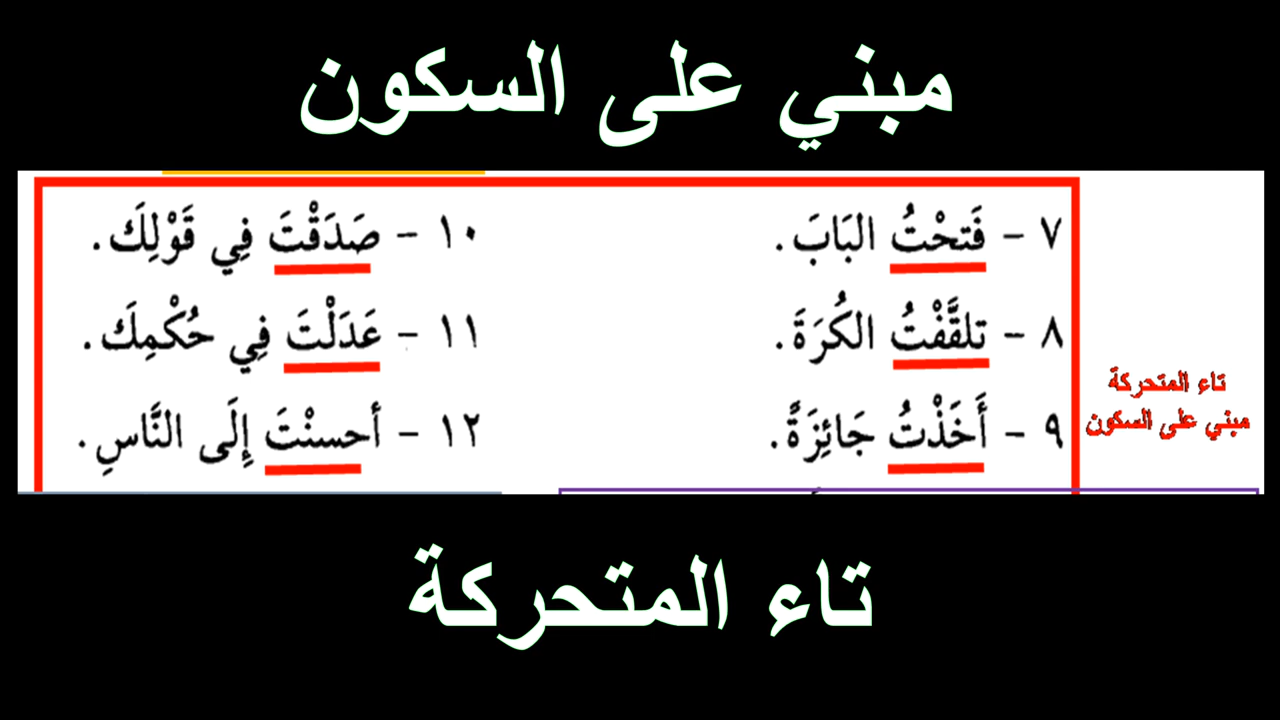 مبني على السكون
٧ - فَتحْتُ البَابَ .
٨ - تلقَّفْتُ الكُرَةَ .
٩ - أَخَذْتُ جَائِزَةً .
١٠ - صَدَقْتَ فِي قَوْلِكَ .
١١ - عَدَلْتَ فِي حُكْمِكَ .
١٢ - أحسنْتَ إِلَى النَّاسِ .
تاء المتحركة
مبني على السكون
تاء المتحركة